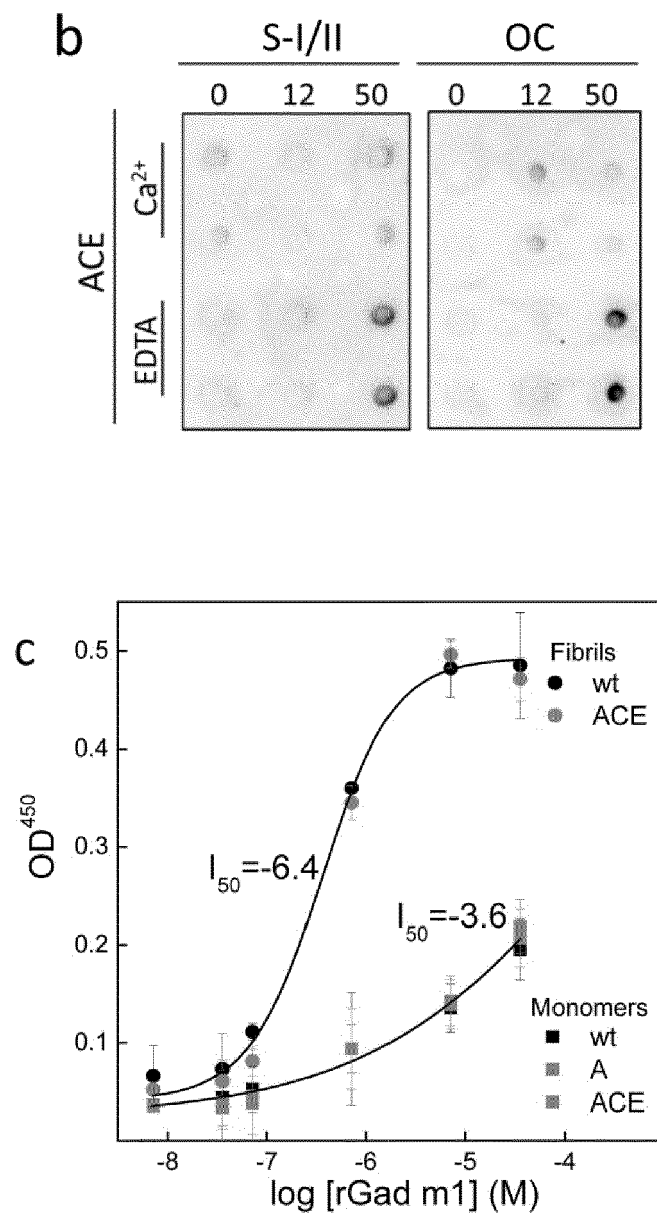 b
S-I/II OC
0 12 50 0 12 50
ACE
Ca²⁺
EDTA
c
OD⁴⁵⁰
0.5
0.4
0.3
0.2
0.1
Fibrils
wt
ACE
I₅₀=-6.4
I₅₀=-3.6
Monomers
wt
A
ACE
-8 -7 -6 -5 -4
log [rGad m1] (M)